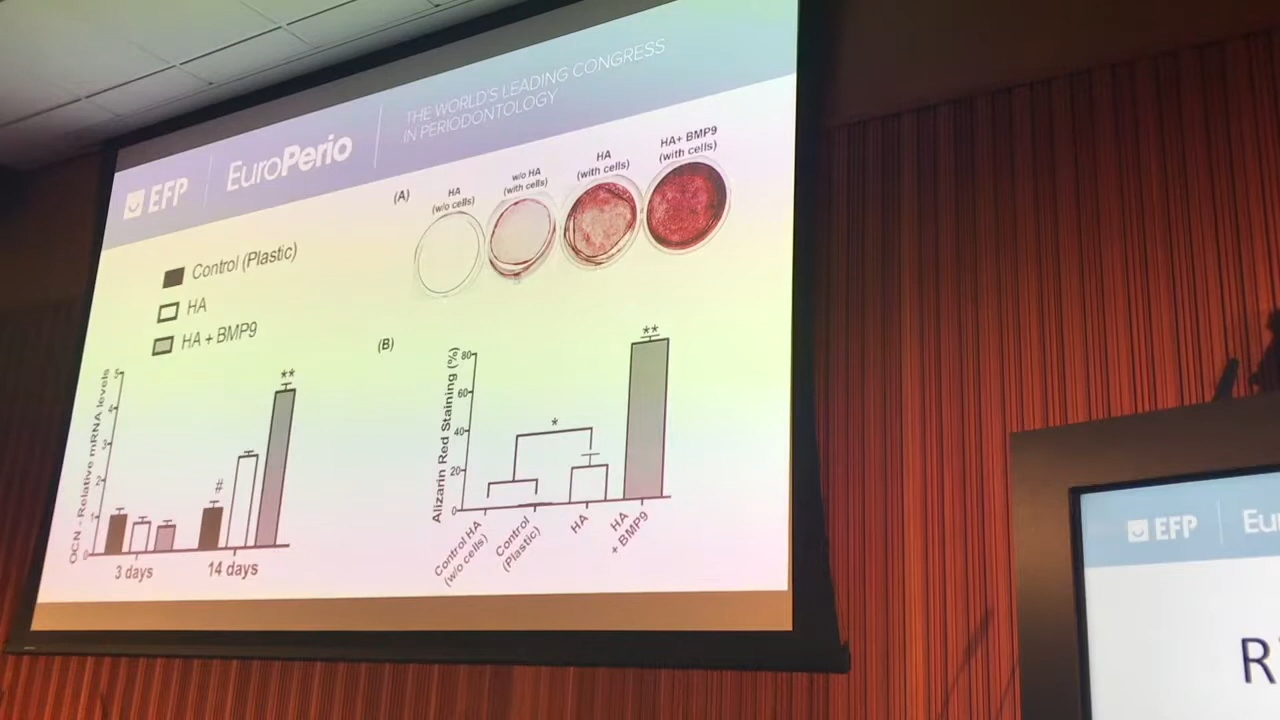 EFP
EuroPerio
THE WORLD'S LEADING CONGRESS
IN PERIODONTOLOGY
Control (Plastic)
HA
HA + BMP9
OCN - Relative mRNA levels
5
4
3
2
1
0
#
**
3 days
14 days
(A)
HA
(w/o cells)
w/o HA
(with cells)
HA
(with cells)
HA+ BMP9
(with cells)
(B)
Alizarin Red Staining (%)
80
60
40
20
0
*
**
Control HA
(w/o cells)
Control
(Plastic)
HA
HA
+ BMP9
EFP
Eu
R